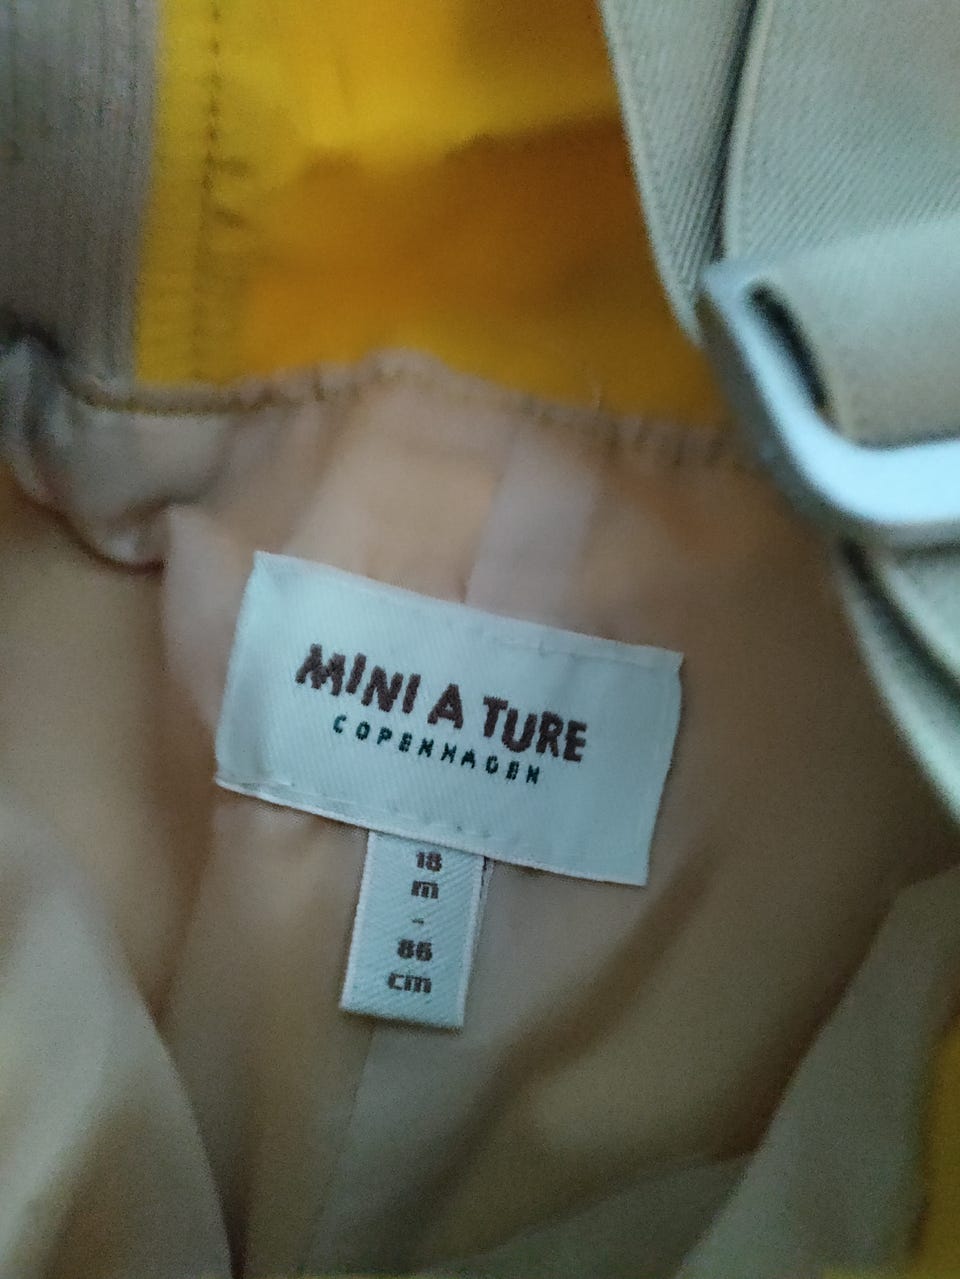 MINI A TURE
COPENHAGEN
18
m
-
86
cm